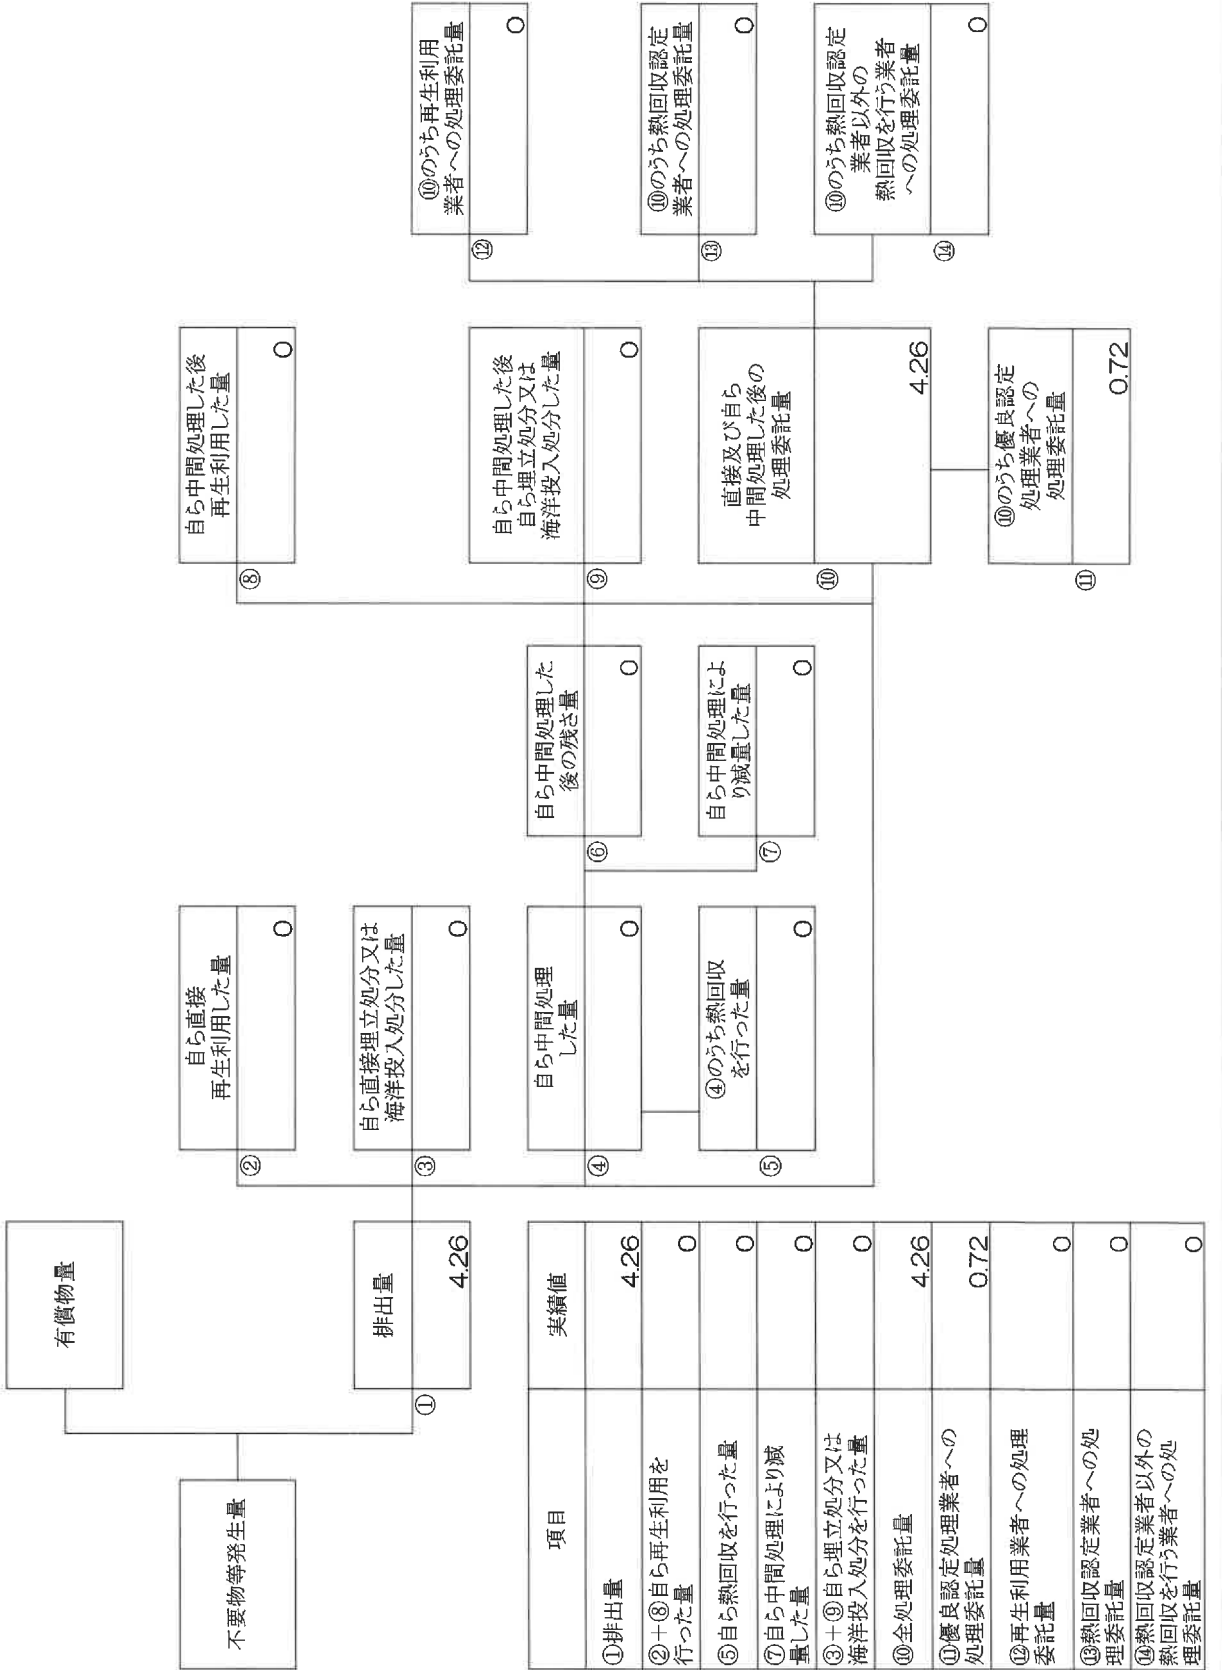 有償物量
不要物等発生量
排出量
①
4.26
自ら直接
再生利用した量
②
0
自ら直接埋立処分又は
海洋投入処分した量
③
0
自ら中間処理
した量
④
0
④のうち熱回収
を行った量
⑤
0
自ら中間処理した
後の残さ量
⑥
0
自ら中間処理によ
り減量した量
⑦
0
自ら中間処理した後
再生利用した量
⑧
0
自ら中間処理した後
自ら埋立処分又は
海洋投入処分した量
⑨
0
直接及び自ら
中間処理した後の
処理委託量
⑩
4.26
⑩のうち優良認定
処理業者への
処理委託量
⑪
0.72
⑩のうち再生利用
業者への処理委託量
⑫
0
⑩のうち熱回収認定
業者への処理委託量
⑬
0
⑩のうち熱回収認定
業者以外の
熱回収を行う業者
への処理委託量
⑭
0
項目 実績値
①排出量 4.26
②+⑧自ら再生利用を
行った量 0
⑤自ら熱回収を行った量 0
⑦自ら中間処理により減
量した量 0
③+⑨自ら埋立処分又は
海洋投入処分を行った量 0
⑩全処理委託量 4.26
⑪優良認定処理業者への
処理委託量 0.72
⑫再生利用業者への処理
委託量 0
⑬熱回収認定業者への処
理委託量 0
⑭熱回収認定業者以外の
熱回収を行う業者への処
理委託量 0